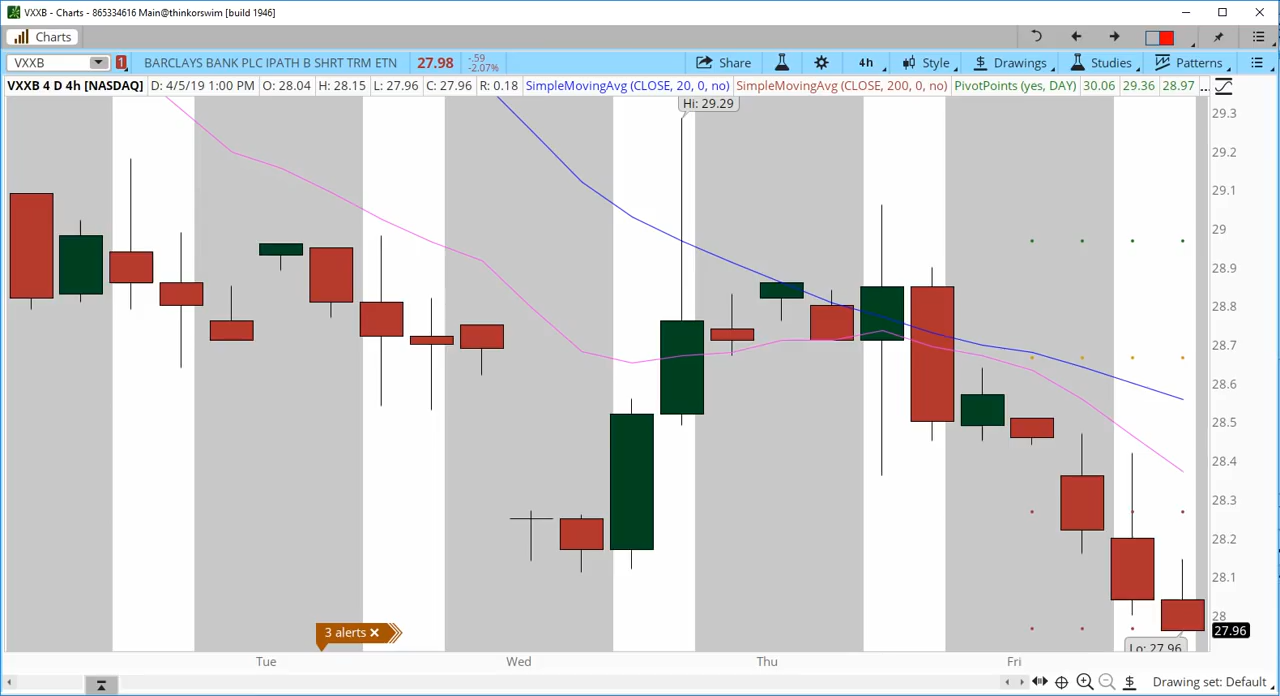 VXXB - Charts - 865334616 Main@thinkorswim [build 1946]
Charts
VXXB 1 BARCLAYS BANK PLC IPATH B SHRT TRM ETN 27.98 -.59 -2.07% Share 4h Style Drawings Studies Patterns
VXXB 4 D 4h [NASDAQ] D: 4/5/19 1:00 PM O: 28.04 H: 28.15 L: 27.96 C: 27.96 R: 0.18 SimpleMovingAvg (CLOSE, 20, 0, no) SimpleMovingAvg (CLOSE, 200, 0, no) PivotPoints (yes, DAY) 30.06 29.36 28.97 ...
Hi: 29.29
29.3
29.2
29.1
29
28.9
28.8
28.7
28.6
28.5
28.4
28.3
28.2
28.1
28
27.96
3 alerts ×
Lo: 27.96
Tue Wed Thu Fri
$ Drawing set: Default